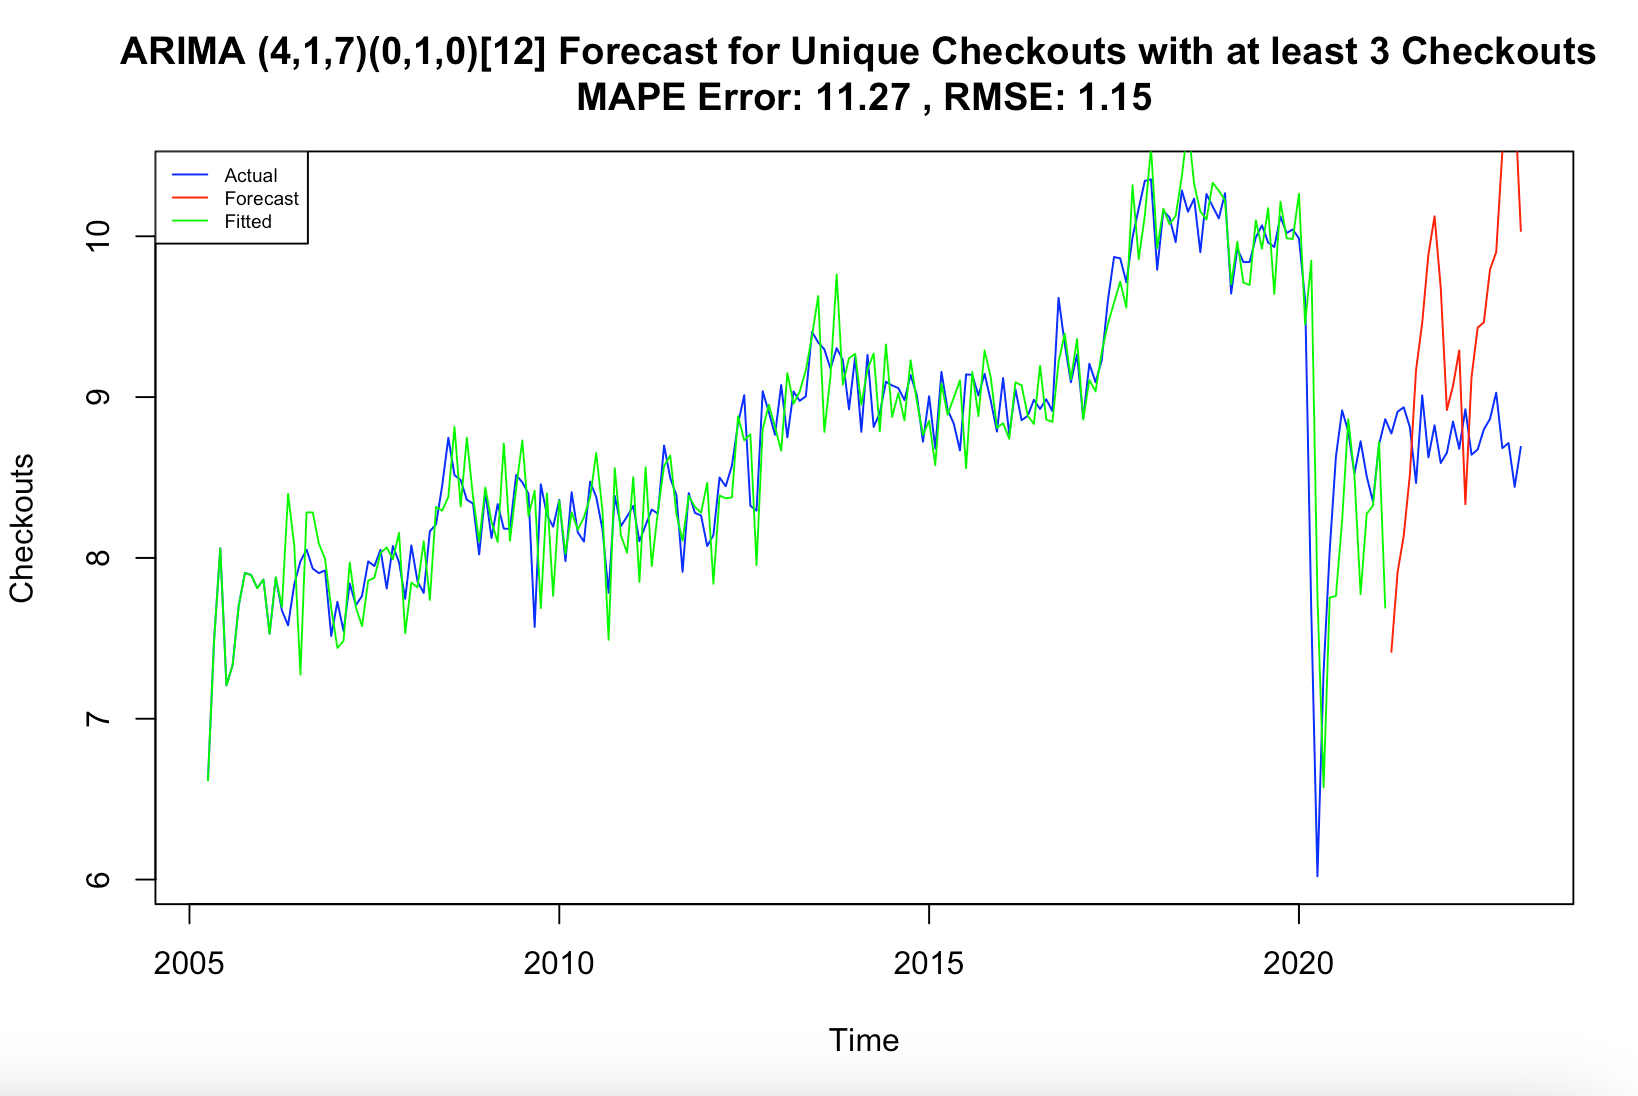 ARIMA (4,1,7)(0,1,0)[12] Forecast for Unique Checkouts with at least 3 Checkouts
MAPE Error: 11.27 , RMSE: 1.15
Actual
Forecast
Fitted
10
9
8
7
6
Checkouts
2005
2010
2015
2020
Time